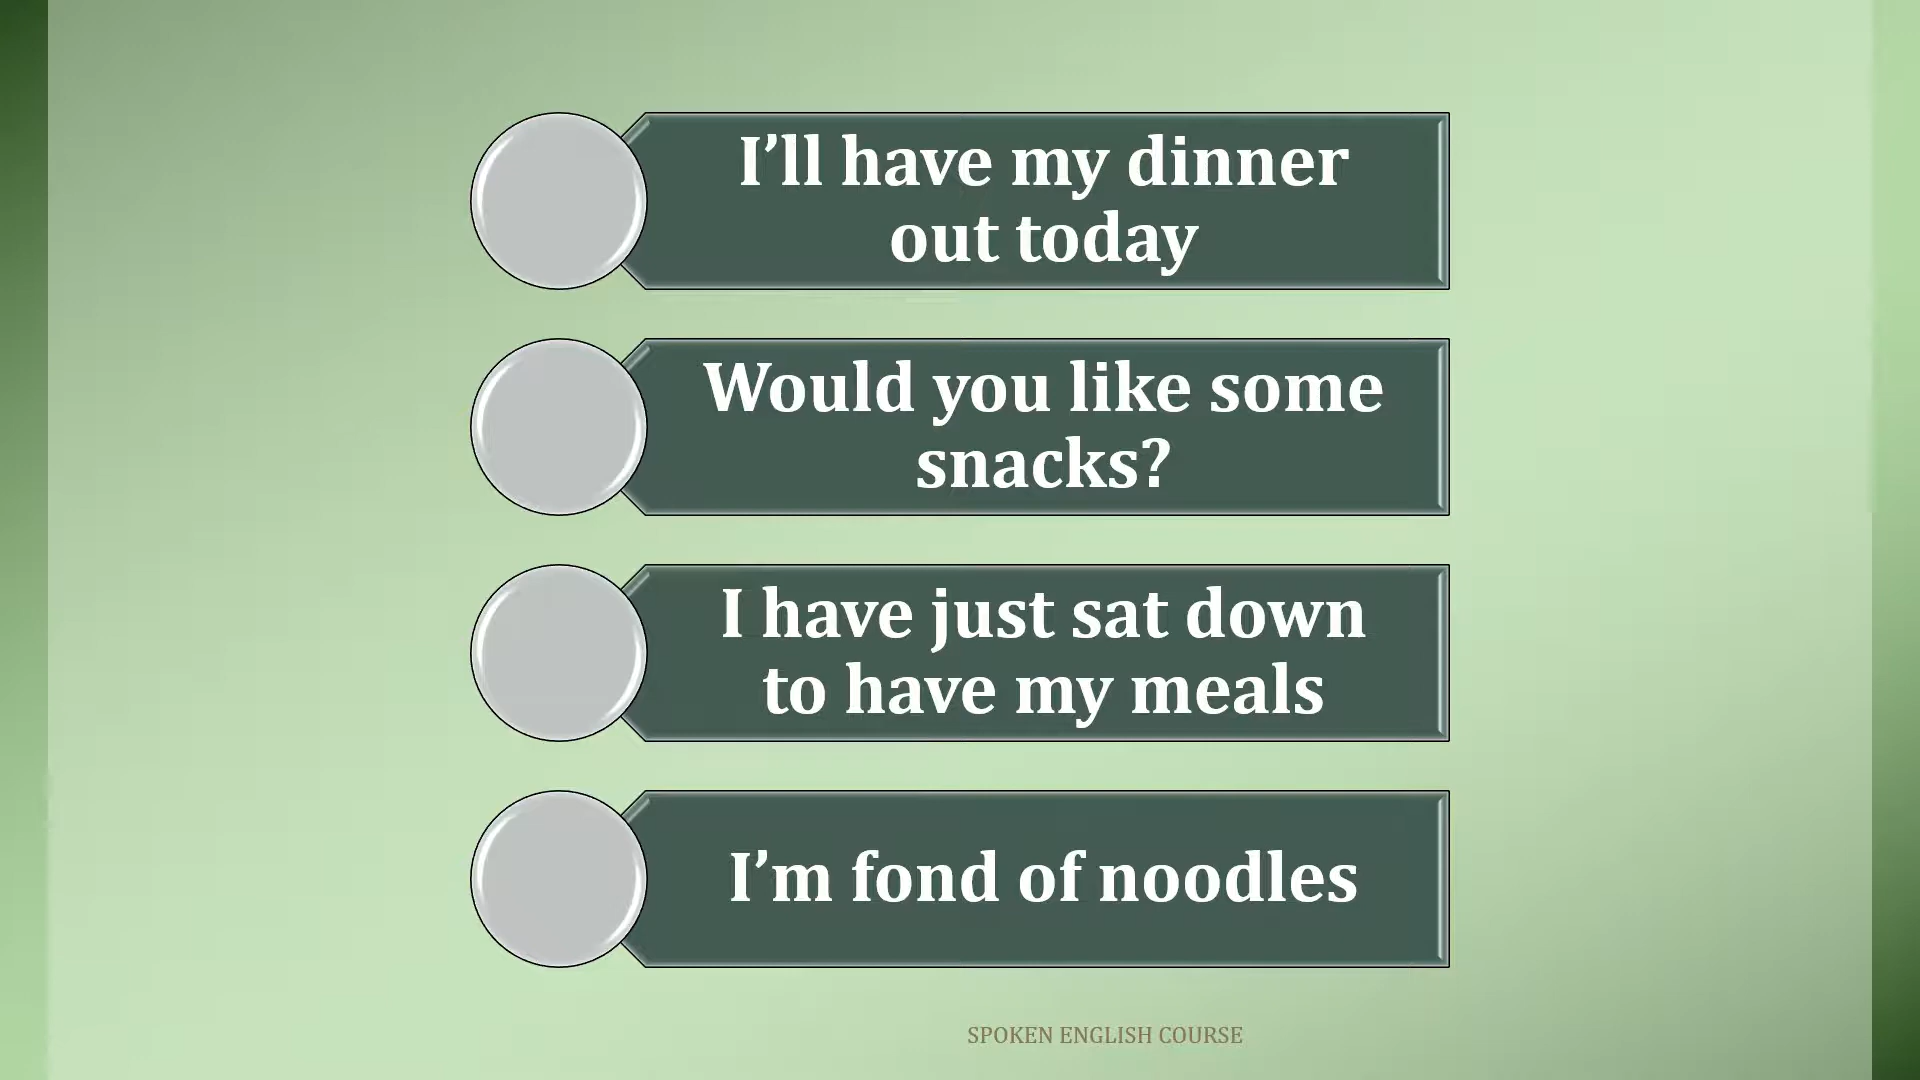 I’ll have my dinner
out today
Would you like some
snacks?
I have just sat down
to have my meals
I’m fond of noodles
SPOKEN ENGLISH COURSE